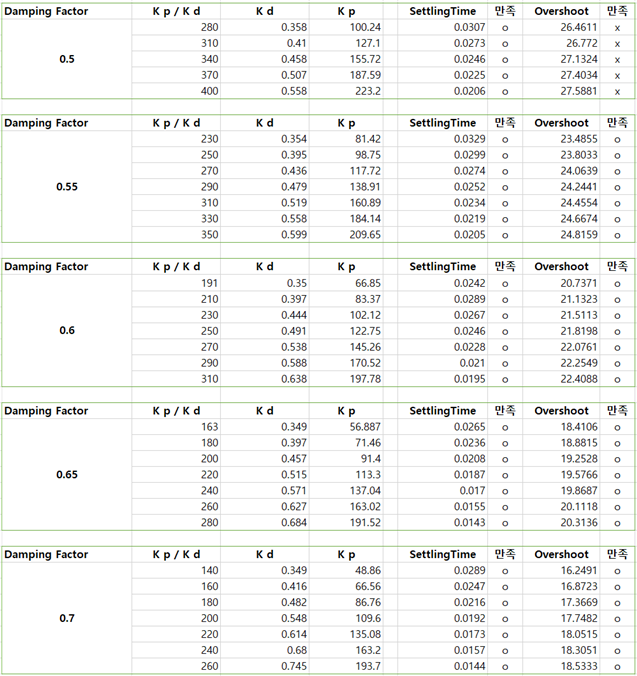 Damping Factor K p / K d K d K p SettlingTime 만족 Overshoot 만족
280 0.358 100.24 0.0307 o 26.4611 x
310 0.41 127.1 0.0273 o 26.772 x
0.5 340 0.458 155.72 0.0246 o 27.1324 x
370 0.507 187.59 0.0225 o 27.4034 x
400 0.558 223.2 0.0206 o 27.5881 x
Damping Factor K p / K d K d K p SettlingTime 만족 Overshoot 만족
230 0.354 81.42 0.0329 o 23.4855 o
250 0.395 98.75 0.0299 o 23.8033 o
270 0.436 117.72 0.0274 o 24.0639 o
0.55 290 0.479 138.91 0.0252 o 24.2441 o
310 0.519 160.89 0.0234 o 24.4554 o
330 0.558 184.14 0.0219 o 24.6674 o
350 0.599 209.65 0.0205 o 24.8159 o
Damping Factor K p / K d K d K p SettlingTime 만족 Overshoot 만족
191 0.35 66.85 0.0242 o 20.7371 o
210 0.397 83.37 0.0289 o 21.1323 o
230 0.444 102.12 0.0267 o 21.5113 o
0.6 250 0.491 122.75 0.0246 o 21.8198 o
270 0.538 145.26 0.0228 o 22.0761 o
290 0.588 170.52 0.021 o 22.2549 o
310 0.638 197.78 0.0195 o 22.4088 o
Damping Factor K p / K d K d K p SettlingTime 만족 Overshoot 만족
163 0.349 56.887 0.0265 o 18.4106 o
180 0.397 71.46 0.0236 o 18.8815 o
200 0.457 91.4 0.0208 o 19.2528 o
0.65 220 0.515 113.3 0.0187 o 19.5766 o
240 0.571 137.04 0.017 o 19.8687 o
260 0.627 163.02 0.0155 o 20.1118 o
280 0.684 191.52 0.0143 o 20.3136 o
Damping Factor K p / K d K d K p SettlingTime 만족 Overshoot 만족
140 0.349 48.86 0.0289 o 16.2491 o
160 0.416 66.56 0.0247 o 16.8723 o
180 0.482 86.76 0.0216 o 17.3669 o
0.7 200 0.548 109.6 0.0192 o 17.7482 o
220 0.614 135.08 0.0173 o 18.0515 o
240 0.68 163.2 0.0157 o 18.3051 o
260 0.745 193.7 0.0144 o 18.5333 o